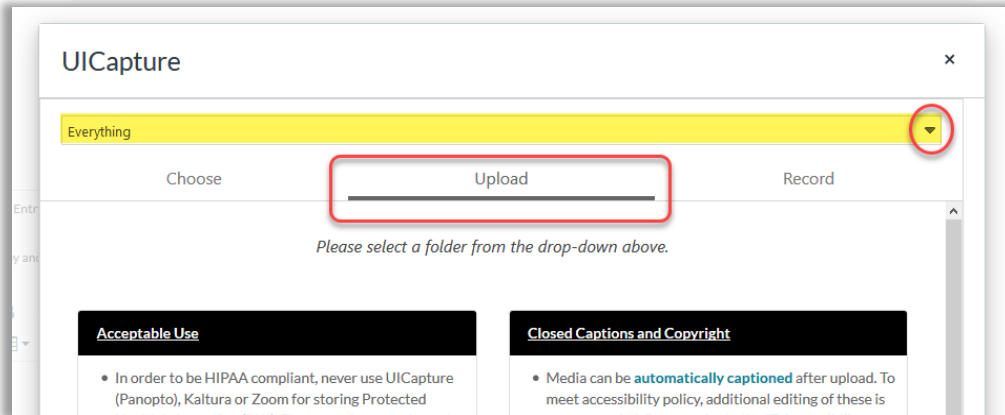 UICapture
×
Everything
Choose Upload Record
Please select a folder from the drop-down above.
Acceptable Use
• In order to be HIPAA compliant, never use UICapture
(Panopto), Kaltura or Zoom for storing Protected
Closed Captions and Copyright
• Media can be automatically captioned after upload. To
meet accessibility policy, additional editing of these is
Entr
y and